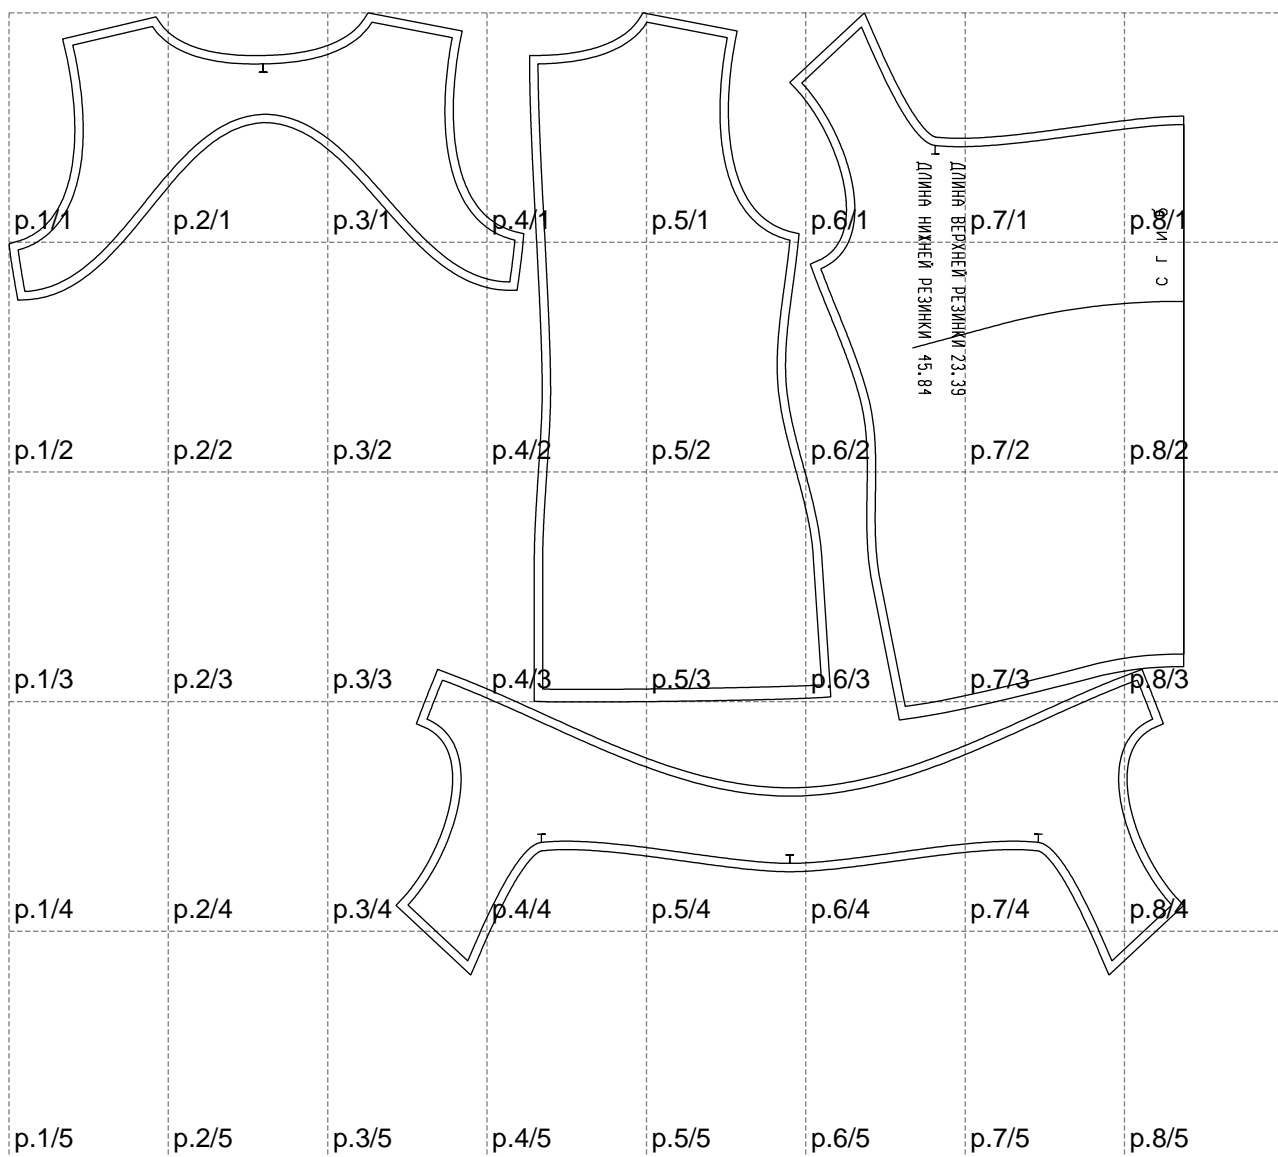 p.1/1 p.2/1 p.3/1 p.4/1 p.5/1 p.6/1 p.7/1 p.8/1
ДЛИНА ВЕРХНЕЙ РЕЗИНКИ 23.39
ДЛИНА НИЖНЕЙ РЕЗИНКИ 45.84
p.1/2 p.2/2 p.3/2 p.4/2 p.5/2 p.6/2 p.7/2 p.8/2
p.1/3 p.2/3 p.3/3 p.4/3 p.5/3 p.6/3 p.7/3 p.8/3
p.1/4 p.2/4 p.3/4 p.4/4 p.5/4 p.6/4 p.7/4 p.8/4
p.1/5 p.2/5 p.3/5 p.4/5 p.5/5 p.6/5 p.7/5 p.8/5